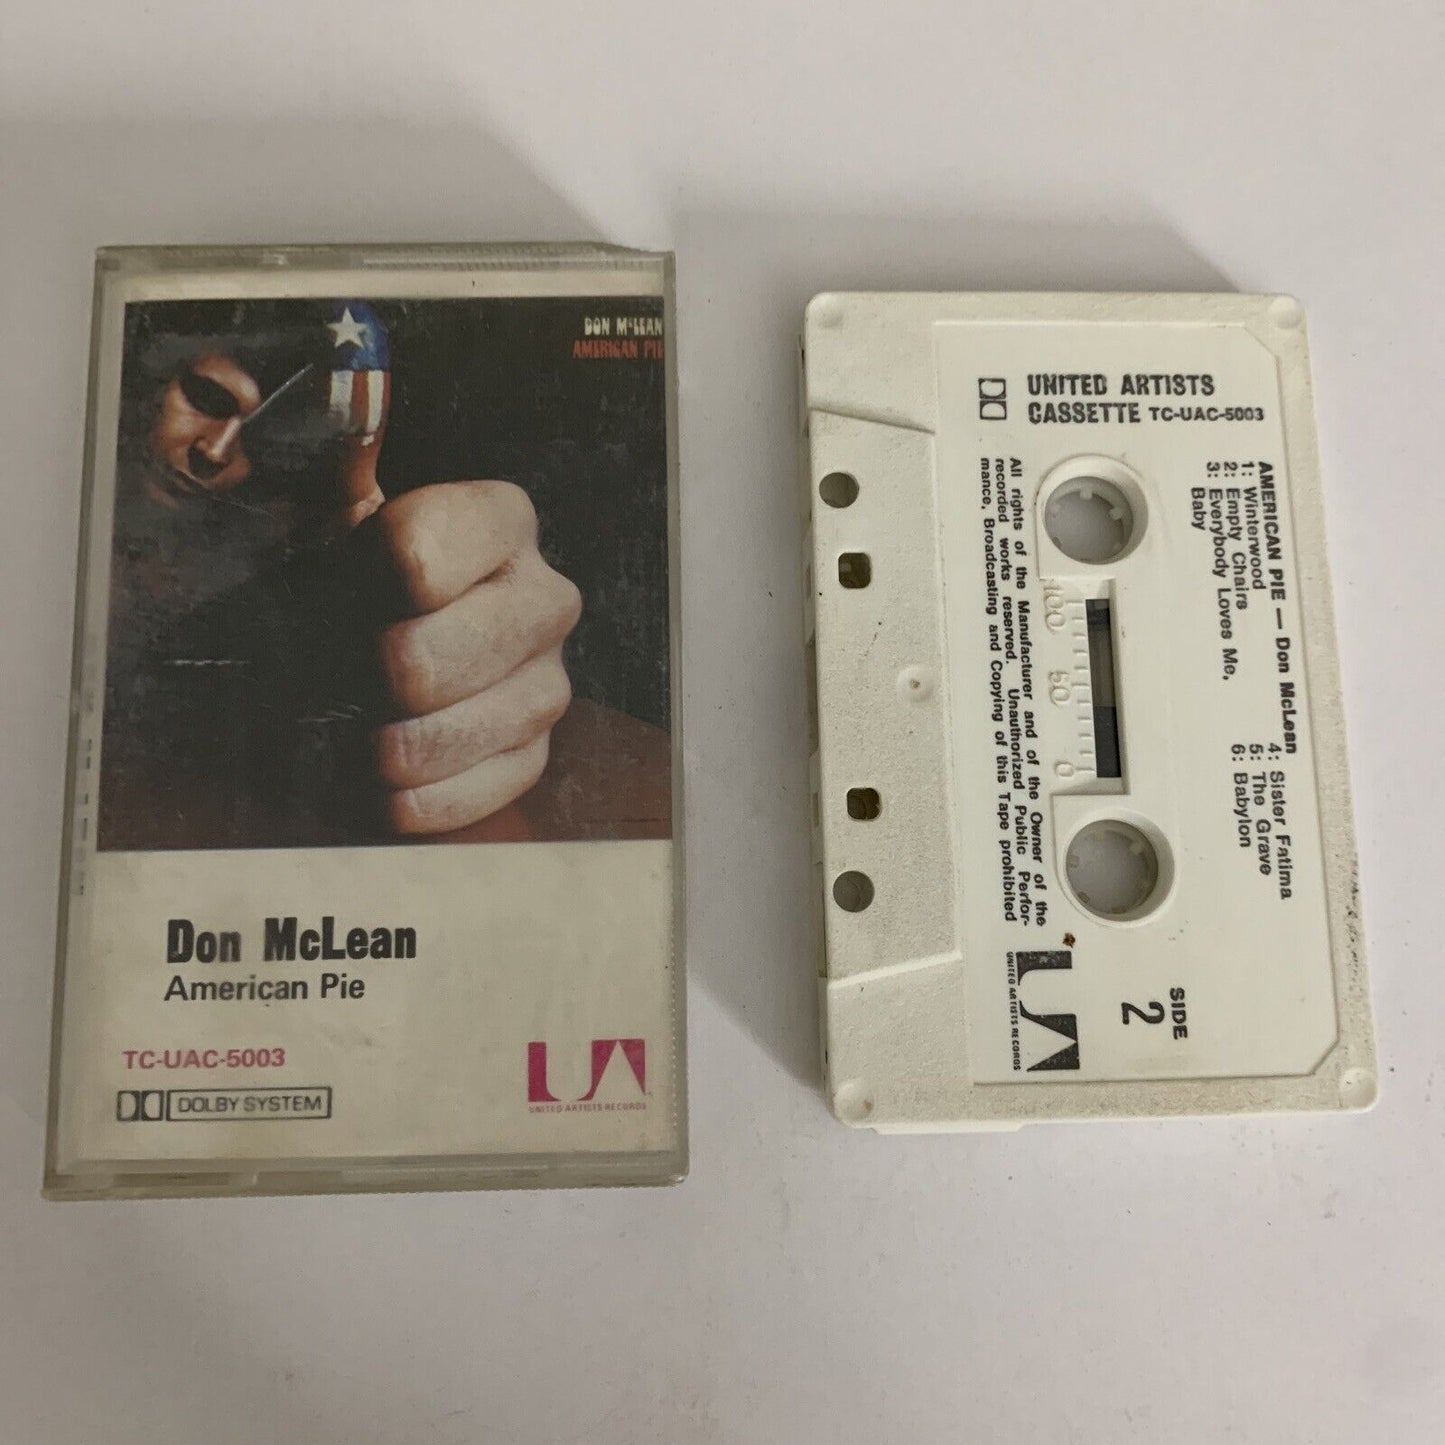 DON McLEAN
AMERICAN PIE
Don McLean
American Pie
TC-UAC-5003
DOLBY SYSTEM
UA
UNITED ARTISTS RECORDS
UNITED ARTISTS
CASSETTE TC-UAC-5003
AMERICAN PIE — Don McLean
1: Winterwood
2: Empty Chairs
3: Everybody Loves Me,
Baby
4: Sister Fatima
5: The Grave
6: Babylon
SIDE
2
100 50 0
All rights of the Manufacturer and of the Owner of the
recorded works reserved. Unauthorized Public Perfor-
mance, Broadcasting and Copying of this Tape prohibited
UA
UNITED ARTISTS RECORDS